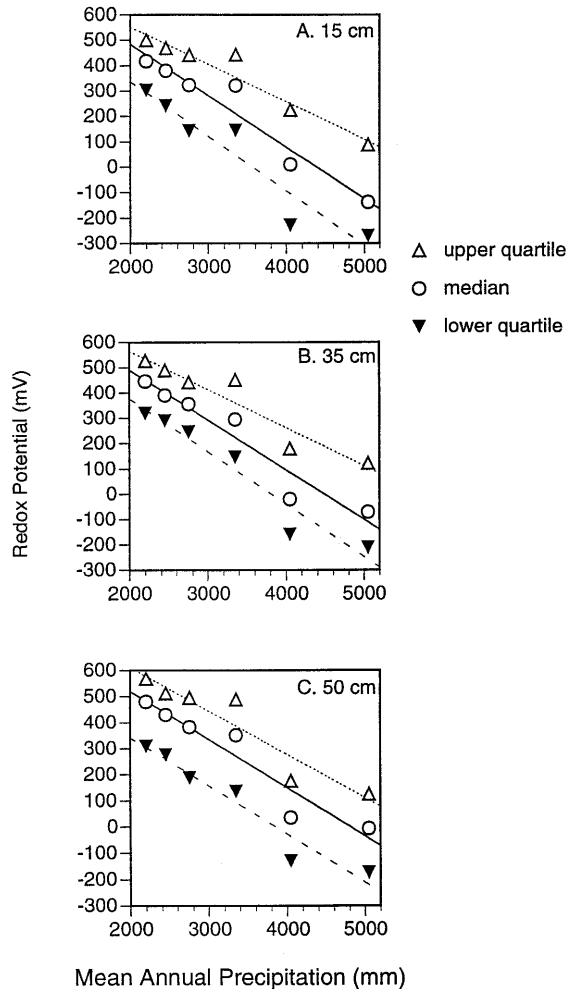 A. 15 cm
600
500
400
300
200
100
0
-100
-200
-300
2000 3000 4000 5000
upper quartile
median
lower quartile
Redox Potential (mV)
B. 35 cm
600
500
400
300
200
100
0
-100
-200
-300
2000 3000 4000 5000
C. 50 cm
600
500
400
300
200
100
0
-100
-200
-300
2000 3000 4000 5000
Mean Annual Precipitation (mm)